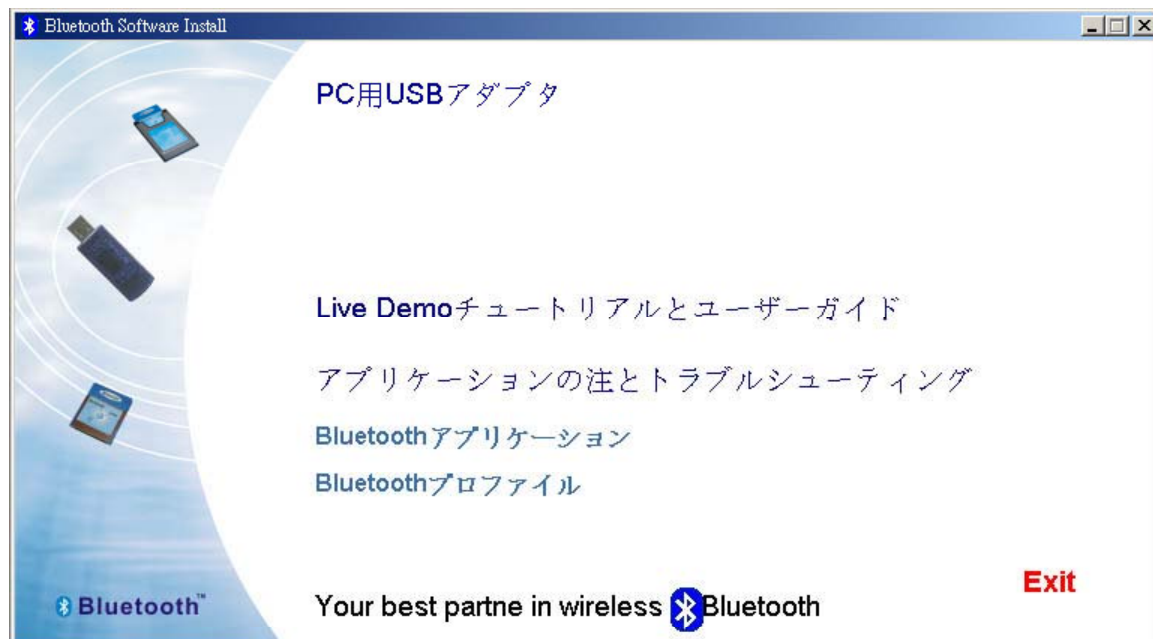 Bluetooth Software Install
PC用USBアダプタ
Live Demoチュートリアルとユーザーガイド
アプリケーションの注とトラブルシューティング
Bluetoothアプリケーション
Bluetoothプロファイル
Exit
Bluetooth™
Your best partne in wireless Bluetooth